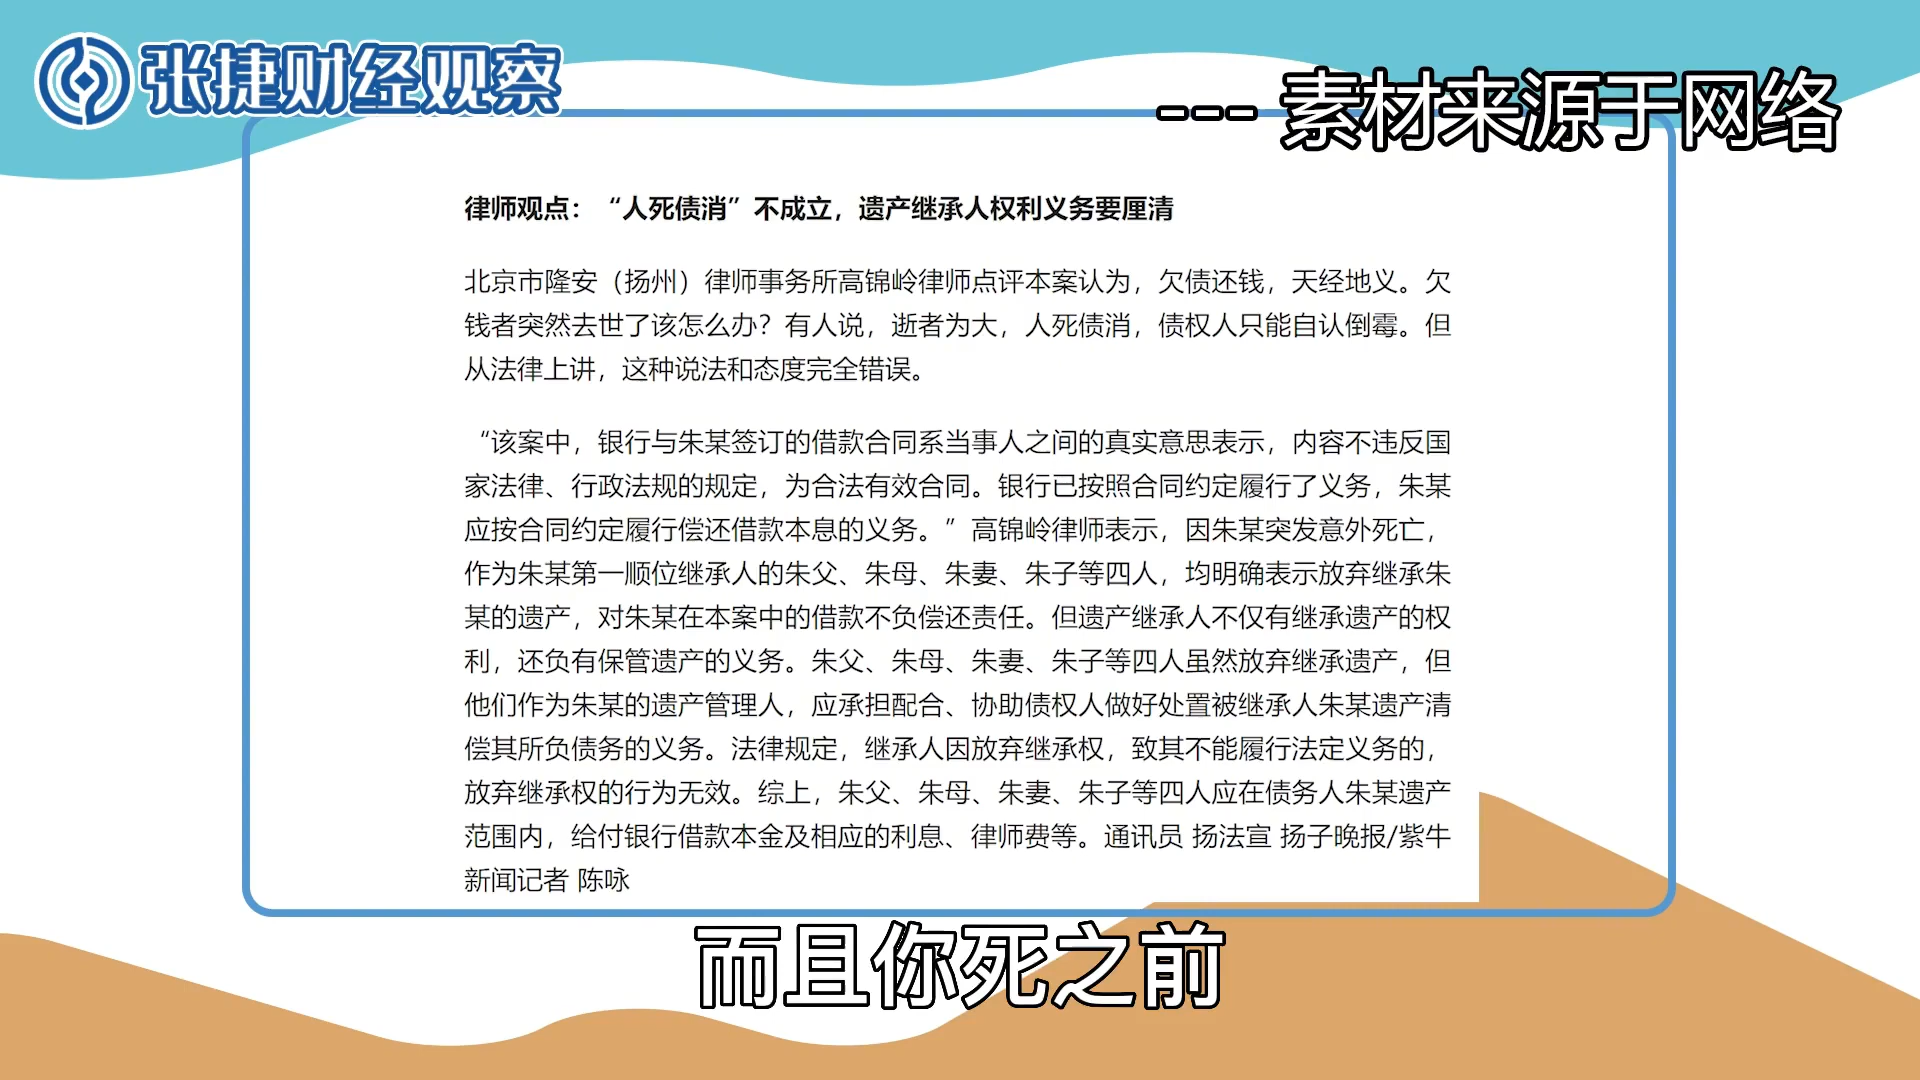 张捷财经观察
--- 素材来源于网络
律师观点：“人死债消”不成立，遗产继承人权利义务要厘清
北京市隆安（扬州）律师事务所高锦岭律师点评本案认为，欠债还钱，天经地义。欠
钱者突然去世了该怎么办？有人说，逝者为大，人死债消，债权人只能自认倒霉。但
从法律上讲，这种说法和态度完全错误。
“该案中，银行与朱某签订的借款合同系当事人之间的真实意思表示，内容不违反国
家法律、行政法规的规定，为合法有效合同。银行已按照合同约定履行了义务，朱某
应按合同约定履行偿还借款本息的义务。”高锦岭律师表示，因朱某突发意外死亡，
作为朱某第一顺位继承人的朱父、朱母、朱妻、朱子等四人，均明确表示放弃继承朱
某的遗产，对朱某在本案中的借款不负偿还责任。但遗产继承人不仅有继承遗产的权
利，还负有保管遗产的义务。朱父、朱母、朱妻、朱子等四人虽然放弃继承遗产，但
他们作为朱某的遗产管理人，应承担配合、协助债权人做好处置被继承人朱某遗产清
偿其所负债务的义务。法律规定，继承人因放弃继承权，致其不能履行法定义务的，
放弃继承权的行为无效。综上，朱父、朱母、朱妻、朱子等四人应在债务人朱某遗产
范围内，给付银行借款本金及相应的利息、律师费等。通讯员 扬法宣 扬子晚报/紫牛
新闻记者 陈咏
而且你死之前